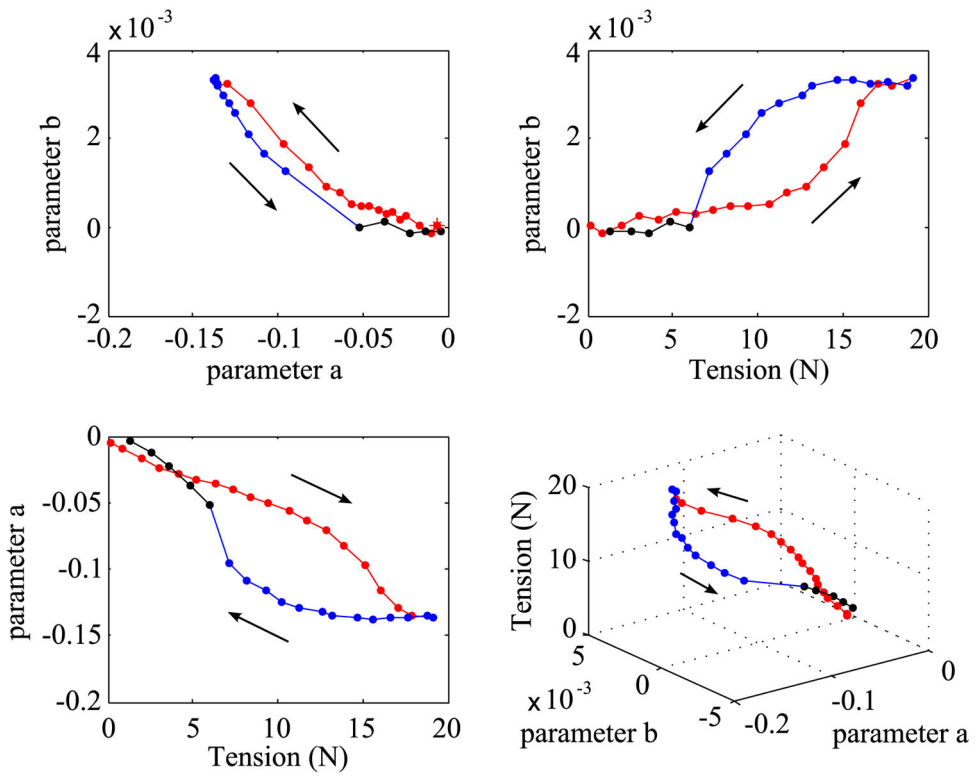 ×10⁻³
4
2
0
-2
parameter b
-0.2 -0.15 -0.1 -0.05 0
parameter a
×10⁻³
4
2
0
-2
parameter b
0 5 10 15 20
Tension (N)
0
-0.05
-0.1
-0.15
-0.2
parameter a
0 5 10 15 20
Tension (N)
20
10
0
Tension (N)
5
0
-5
×10⁻³
parameter b
-0.2
-0.1
0
parameter a